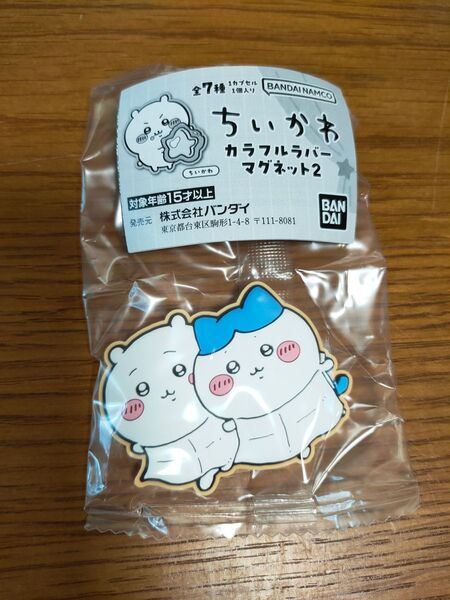 全7種 1カプセル
1個入り
BANDAI NAMCO
ちいかわ
カラフルラバー
マグネット2
ちいかわ
対象年齢15才以上
発売元 株式会社バンダイ
東京都台東区駒形1-4-8 〒111-8081
BAN
DAI